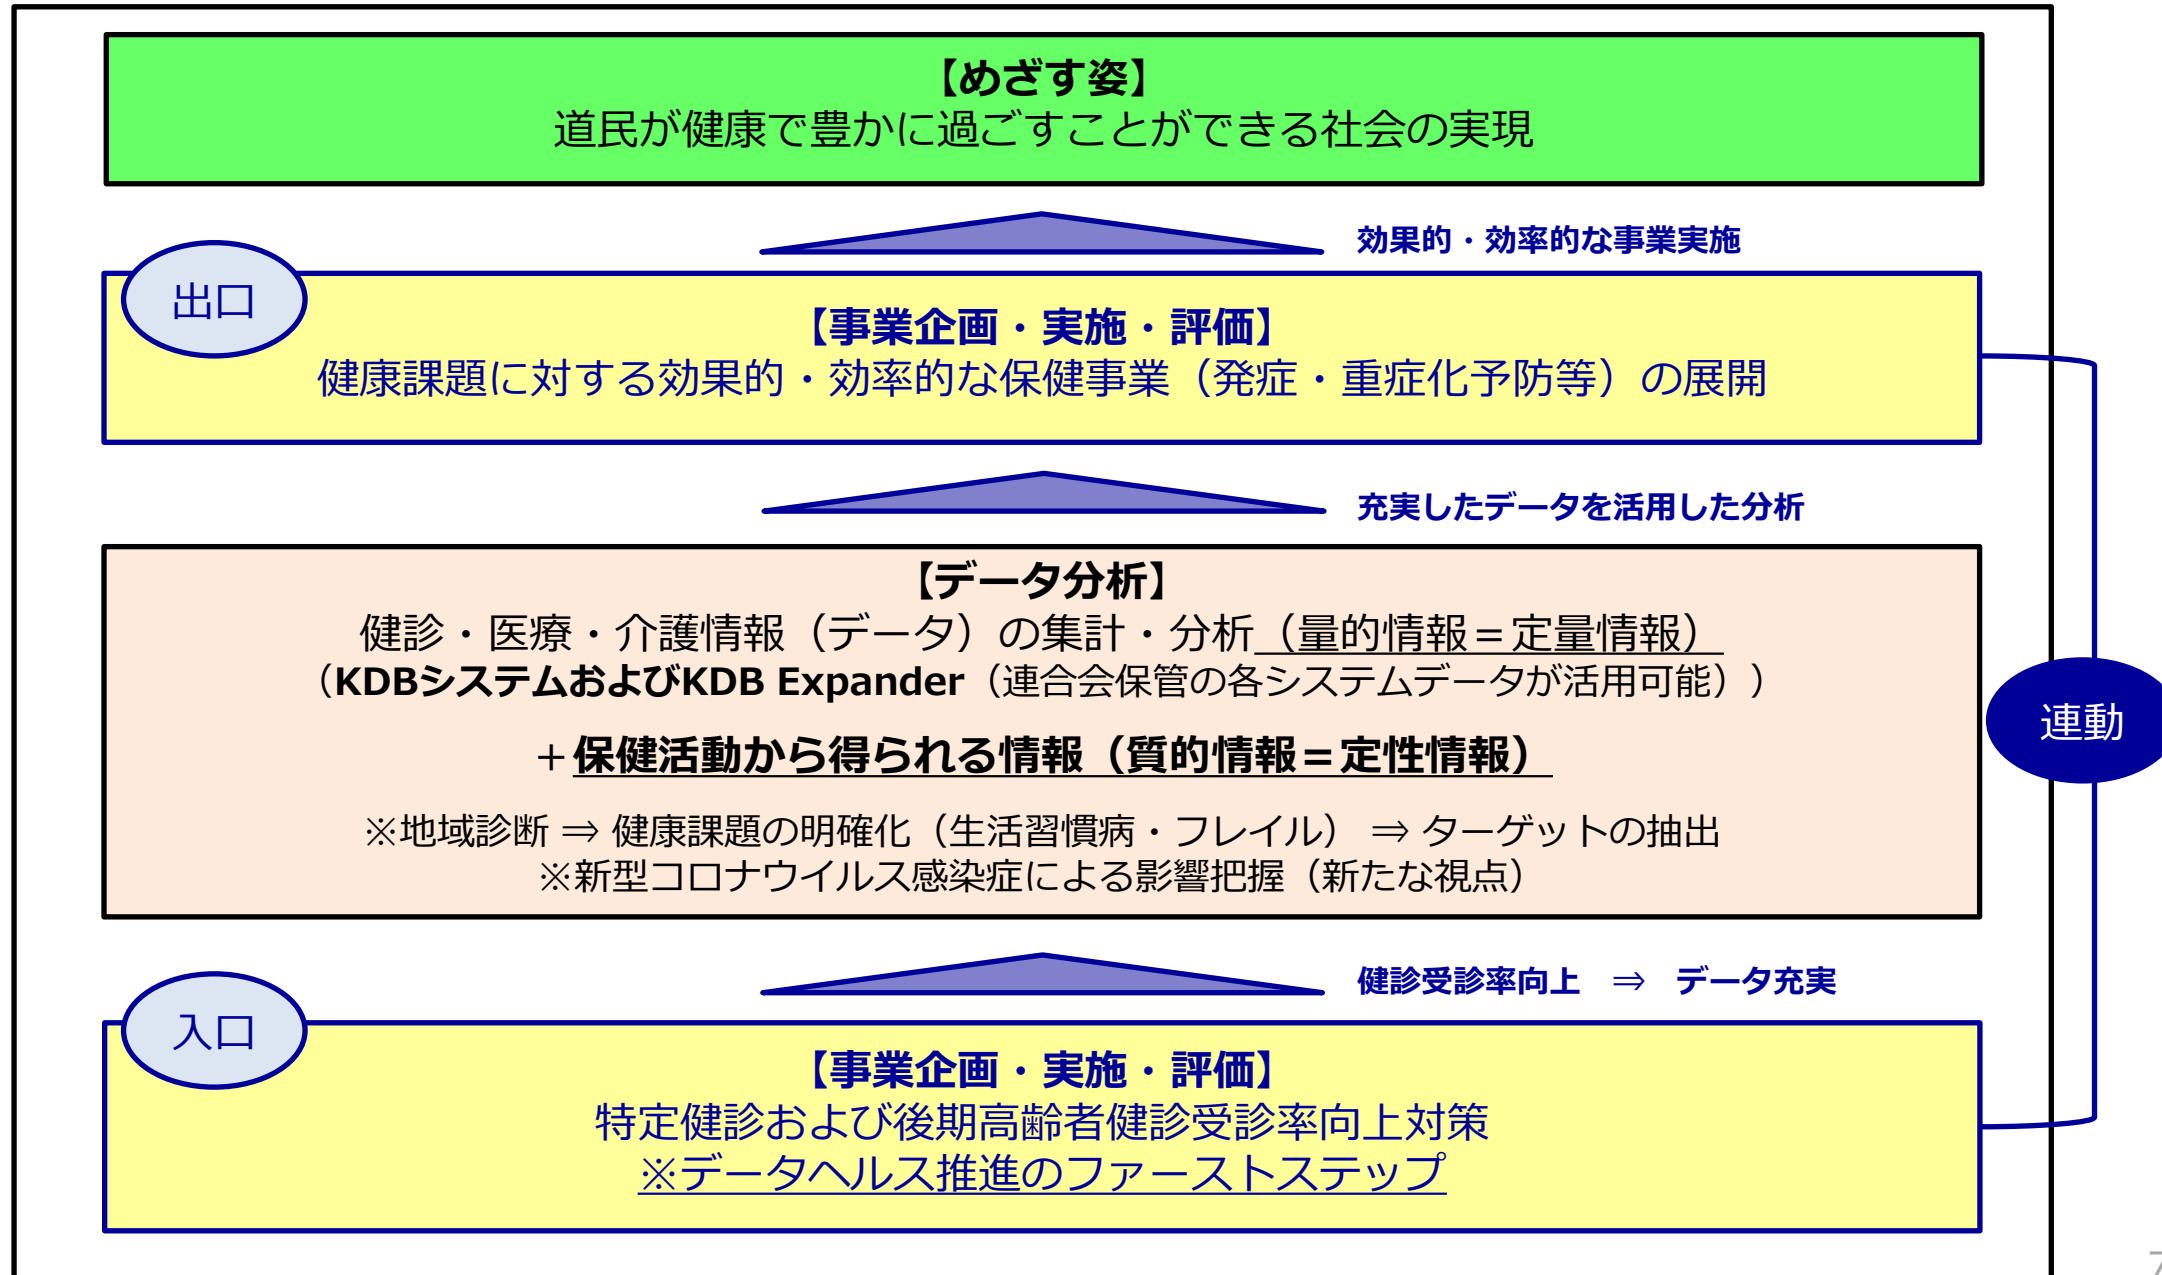 【めざす姿】
道民が健康で豊かに過ごすことができる社会の実現
効果的・効率的な事業実施
出口
【事業企画・実施・評価】
健康課題に対する効果的・効率的な保健事業（発症・重症化予防等）の展開
充実したデータを活用した分析
【データ分析】
健診・医療・介護情報（データ）の集計・分析（量的情報＝定量情報）
（KDBシステムおよびKDB Expander（連合会保管の各システムデータが活用可能））
＋保健活動から得られる情報（質的情報＝定性情報）
※地域診断 ⇒ 健康課題の明確化（生活習慣病・フレイル） ⇒ ターゲットの抽出
※新型コロナウイルス感染症による影響把握（新たな視点）
連動
健診受診率向上　⇒　データ充実
入口
【事業企画・実施・評価】
特定健診および後期高齢者健診受診率向上対策
※データヘルス推進のファーストステップ